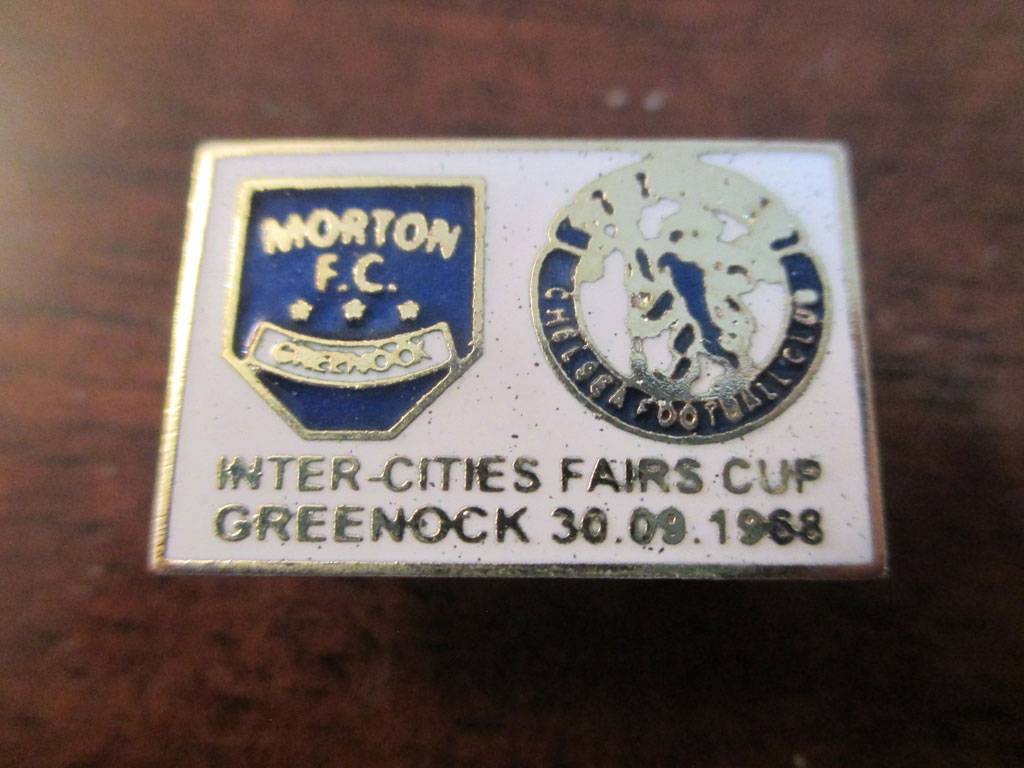 MORTON
F.C.
GREENOCK
CHELSEA FOOTBALL CLUB
INTER-CITIES FAIRS CUP
GREENOCK 30.09.1968